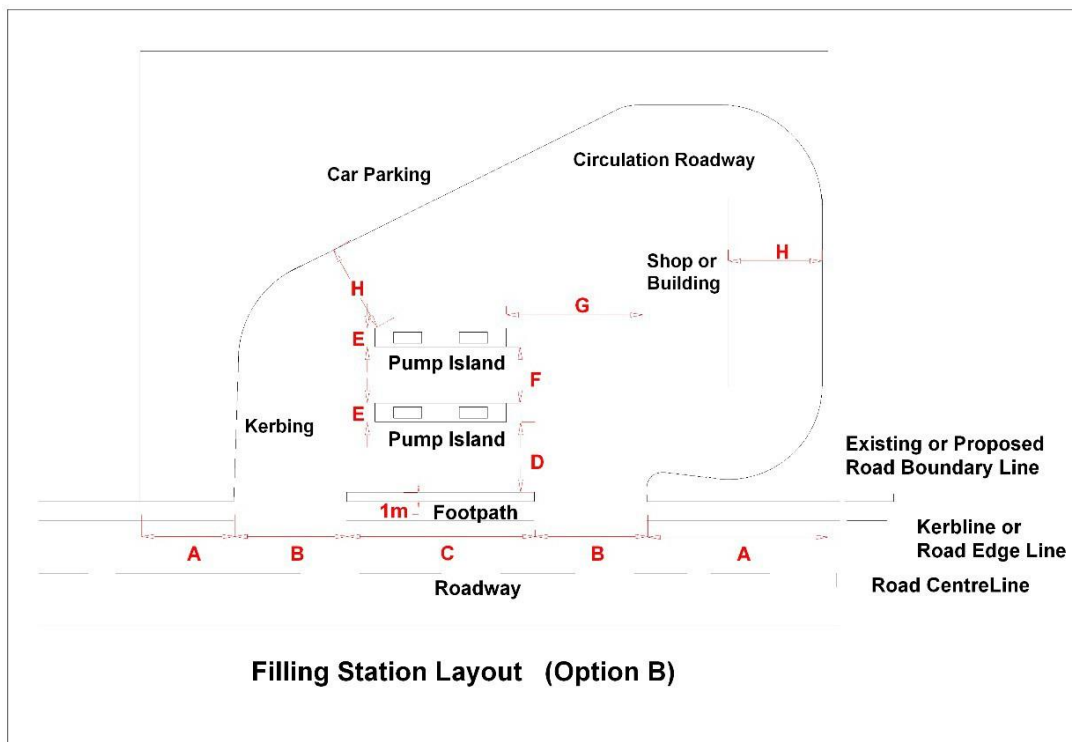 Car Parking
Circulation Roadway
Shop or
Building
H
H
G
E
Pump Island
F
E
Pump Island
Kerbing
D
Existing or Proposed
Road Boundary Line
1m
Footpath
Kerbline or
Road Edge Line
A
B
C
B
A
Roadway
Road CentreLine
Filling Station Layout (Option B)